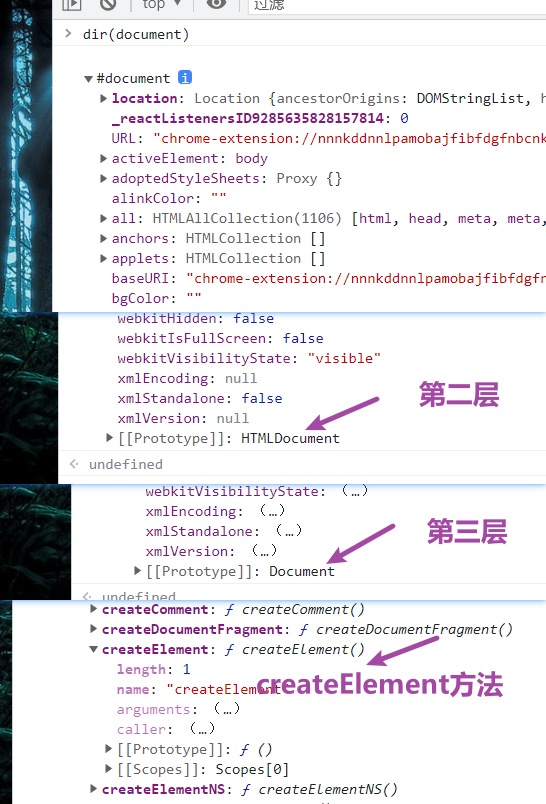 top
过滤
dir(document)
#document i
location: Location {ancestorOrigins: DOMStringList, h
_reactListenersID9285635828157814: 0
URL: "chrome-extension://nnnkddnnlpamobajfibfdgfnbcnk
activeElement: body
adoptedStyleSheets: Proxy {}
alinkColor: ""
all: HTMLAllCollection(1106) [html, head, meta, meta,
anchors: HTMLCollection []
applets: HTMLCollection []
baseURI: "chrome-extension://nnnkddnnlpamobajfibfdgfn
bgColor: ""
webkitHidden: false
webkitIsFullScreen: false
webkitVisibilityState: "visible"
xmlEncoding: null
xmlStandalone: false
xmlVersion: null
第二层
[[Prototype]]: HTMLDocument
undefined
webkitVisibilityState: (…)
xmlEncoding: (…)
xmlStandalone: (…)
xmlVersion: (…)
第三层
[[Prototype]]: Document
undefined
createComment: ƒ createComment()
createDocumentFragment: ƒ createDocumentFragment()
createElement: ƒ createElement()
length: 1
name: "createElement"
createElement方法
arguments: (…)
caller: (…)
[[Prototype]]: ƒ ()
[[Scopes]]: Scopes[0]
createElementNS: ƒ createElementNS()